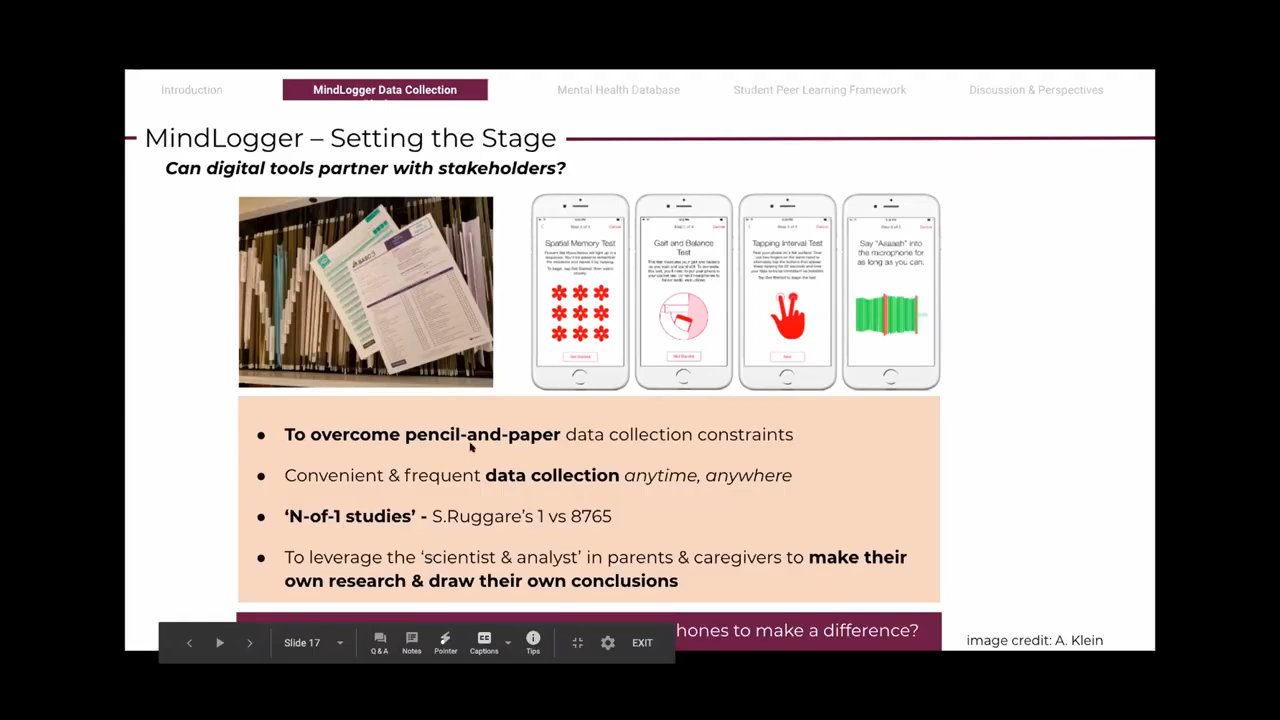 Introduction
MindLogger Data Collection
Mental Health Database
Student Peer Learning Framework
Discussion & Perspectives
MindLogger – Setting the Stage
Can digital tools partner with stakeholders?
Spatial Memory Test
Get Started
Gait and Balance
Test
Get Started
Tapping Interval Test
Say "Aaaaah" into
the microphone for
as long as you can.
● To overcome pencil-and-paper data collection constraints
● Convenient & frequent data collection anytime, anywhere
● ‘N-of-1 studies’ - S.Ruggare’s 1 vs 8765
● To leverage the ‘scientist & analyst’ in parents & caregivers to make their
own research & draw their own conclusions
hones to make a difference?
image credit: A. Klein
Slide 17
Q & A
Notes
Pointer
Captions
Tips
EXIT